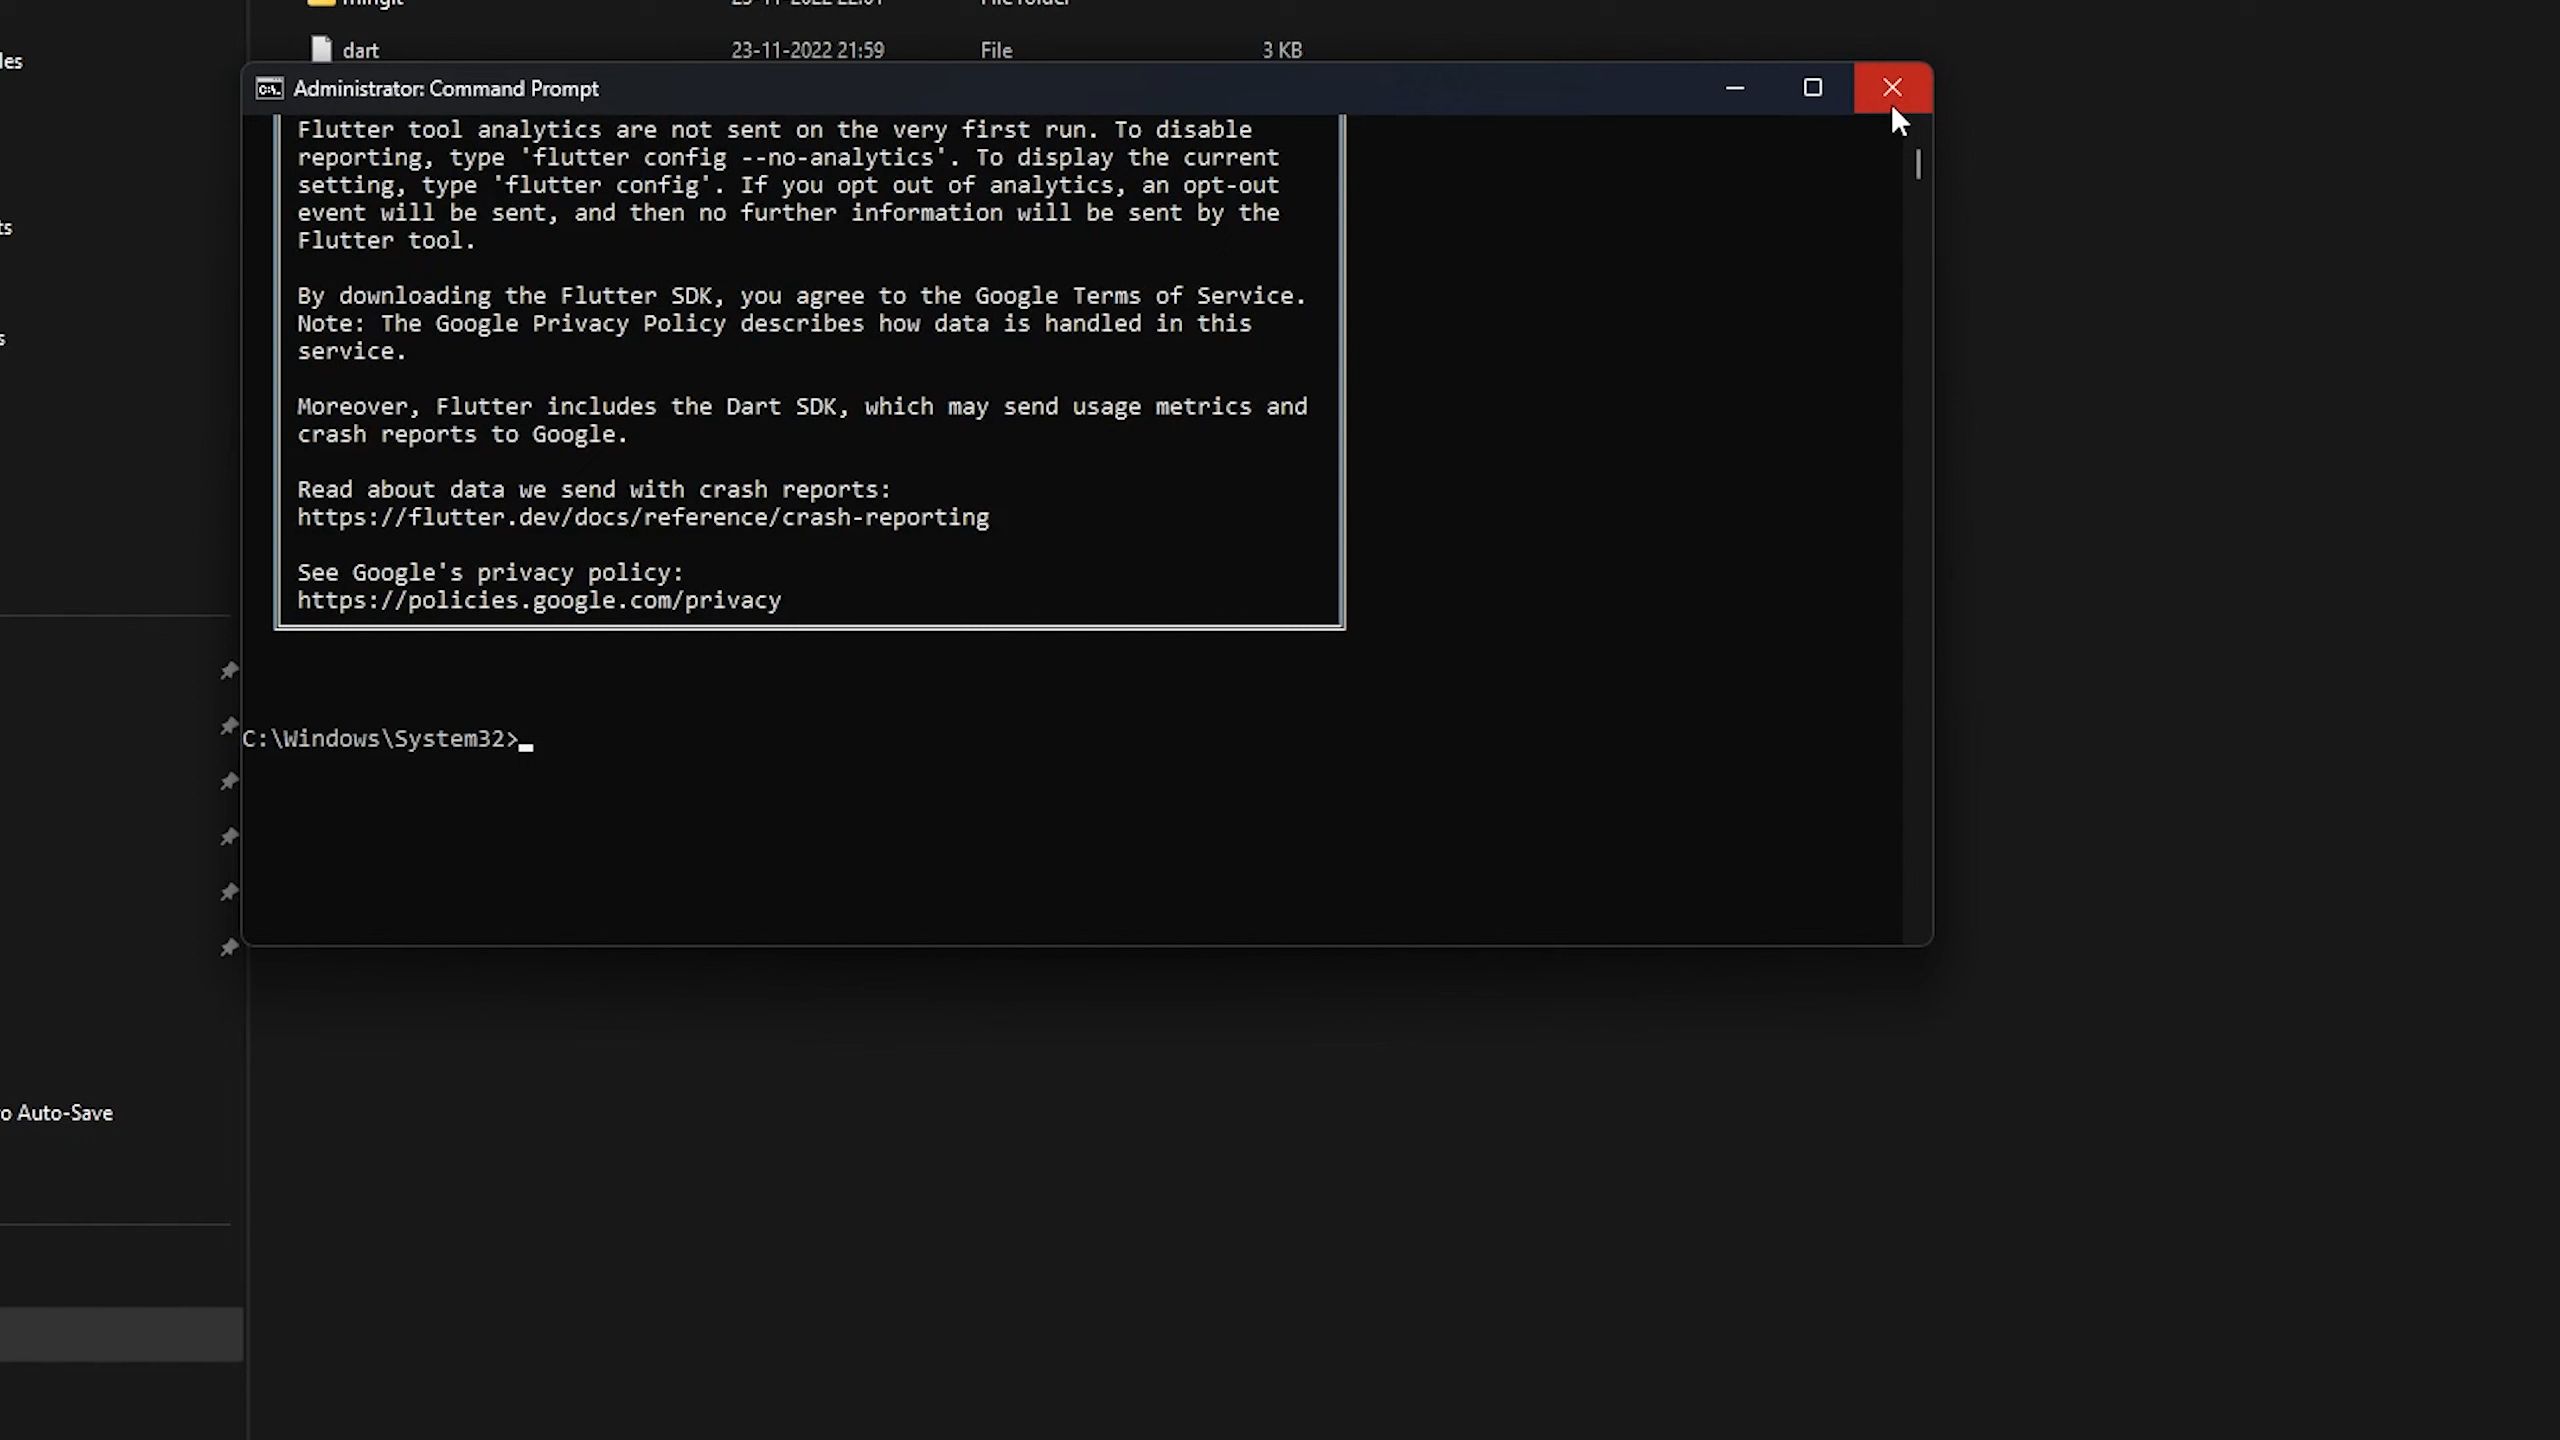 dart 23-11-2022 21:59 File 3 KB
les
Administrator: Command Prompt
Flutter tool analytics are not sent on the very first run. To disable
reporting, type 'flutter config --no-analytics'. To display the current
setting, type 'flutter config'. If you opt out of analytics, an opt-out
event will be sent, and then no further information will be sent by the
Flutter tool.
By downloading the Flutter SDK, you agree to the Google Terms of Service.
Note: The Google Privacy Policy describes how data is handled in this
service.
Moreover, Flutter includes the Dart SDK, which may send usage metrics and
crash reports to Google.
Read about data we send with crash reports:
https://flutter.dev/docs/reference/crash-reporting
See Google's privacy policy:
https://policies.google.com/privacy
C:\Windows\System32>
ts
s
o Auto-Save